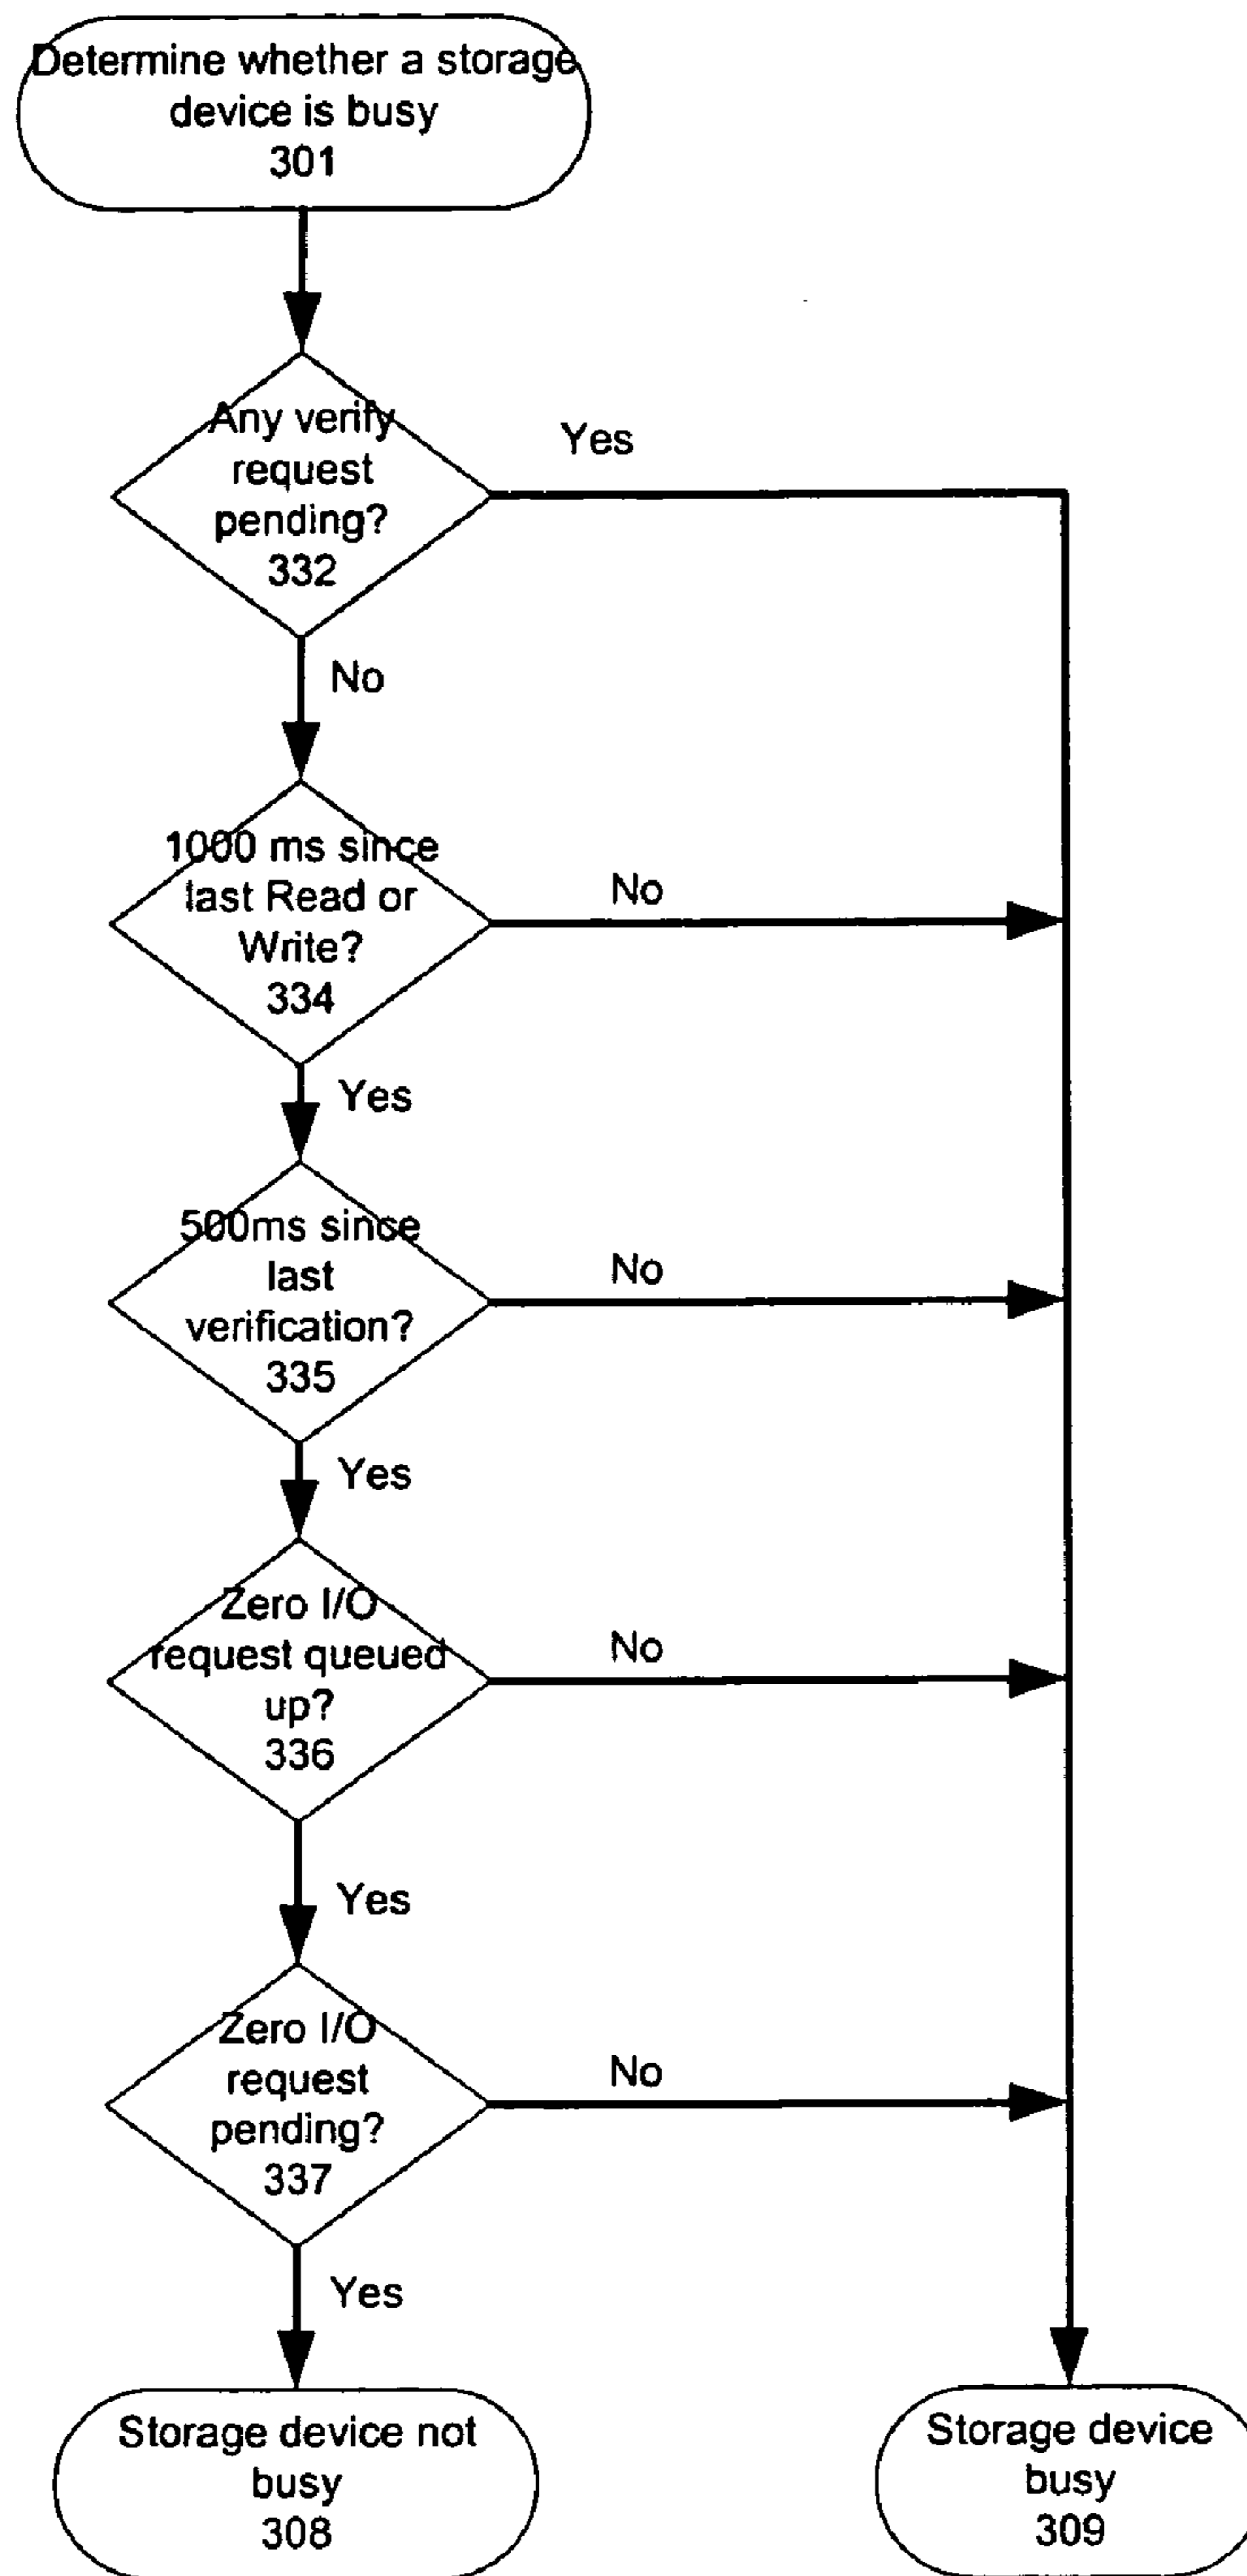 Determine whether a storage
device is busy
301
Any verify
request
pending?
332
Yes
No
1000 ms since
last Read or
Write?
334
No
Yes
500ms since
last
verification?
335
No
Yes
Zero I/O
request queued
up?
336
No
Yes
Zero I/O
request
pending?
337
No
Yes
Storage device not
busy
308
Storage device
busy
309